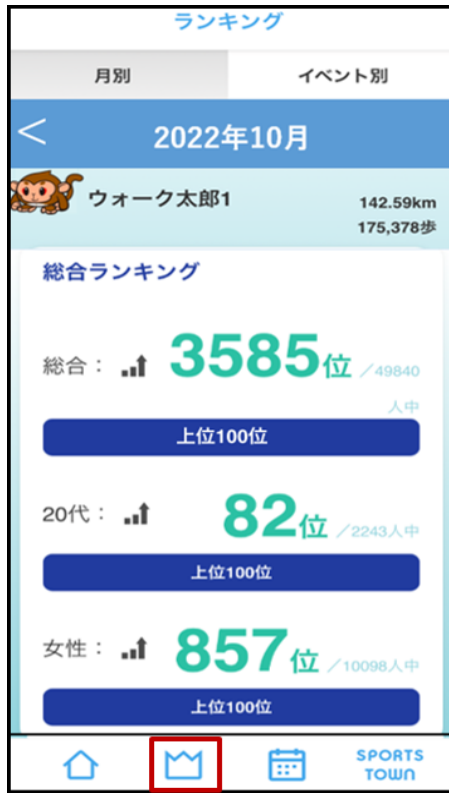 ランキング
月別 イベント別
< 2022年10月
ウォーク太郎1 142.59km
175,378歩
総合ランキング
総合： 3585位 ／49840
人中
上位100位
20代： 82位 ／2243人中
上位100位
女性： 857位 ／10098人中
上位100位
SPORTS
TOWN